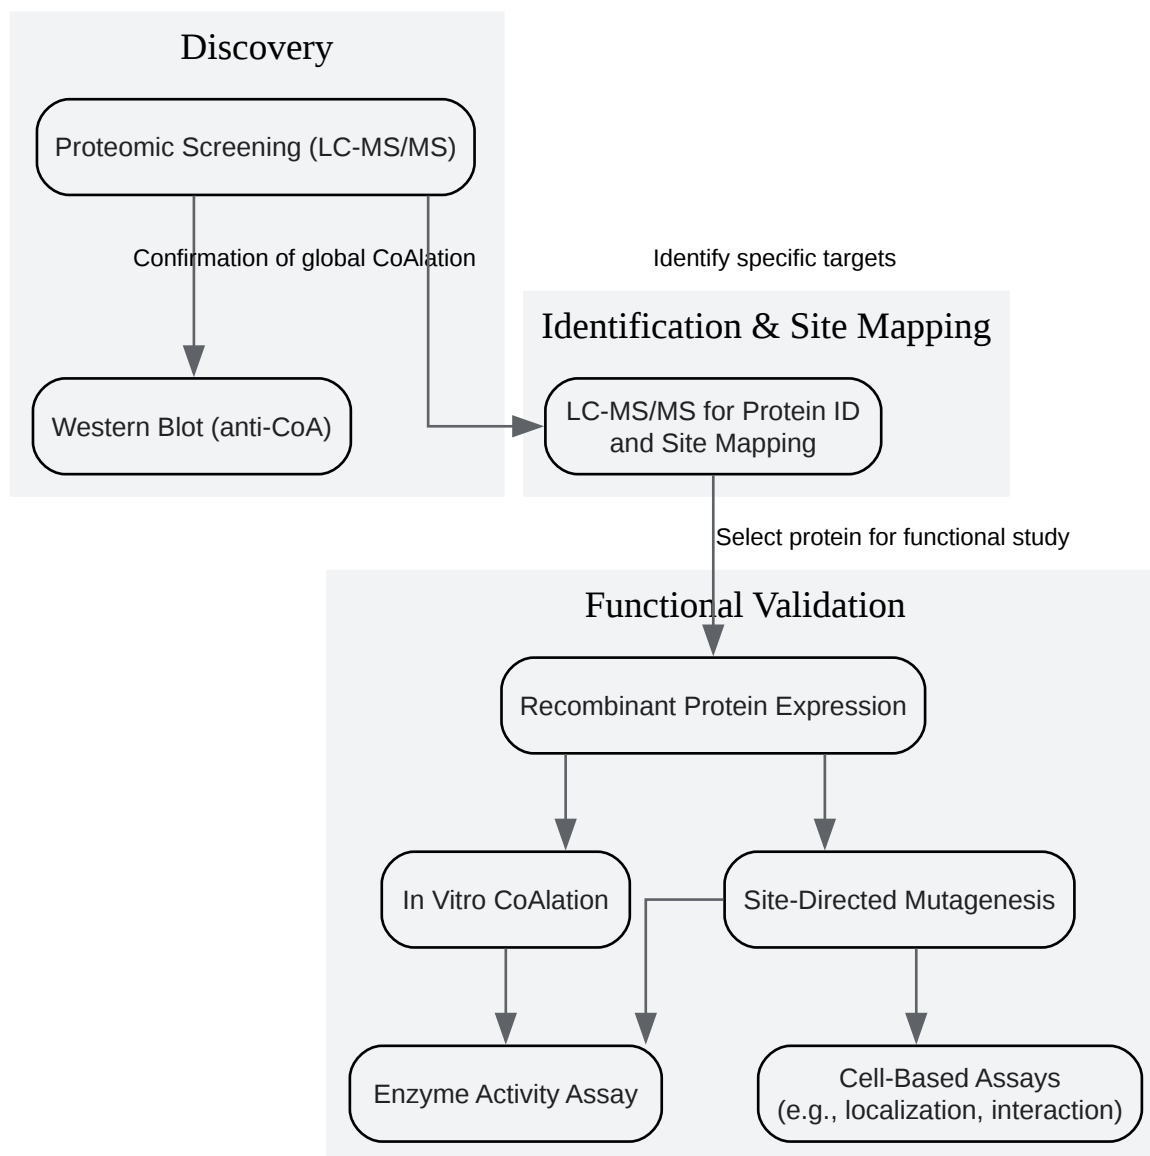 Discovery
Proteomic Screening (LC-MS/MS)
Confirmation of global CoAlation
Identify specific targets
Identification & Site Mapping
Western Blot (anti-CoA)
LC-MS/MS for Protein ID
and Site Mapping
Select protein for functional study
Functional Validation
Recombinant Protein Expression
In Vitro CoAlation
Site-Directed Mutagenesis
Enzyme Activity Assay
Cell-Based Assays
(e.g., localization, interaction)